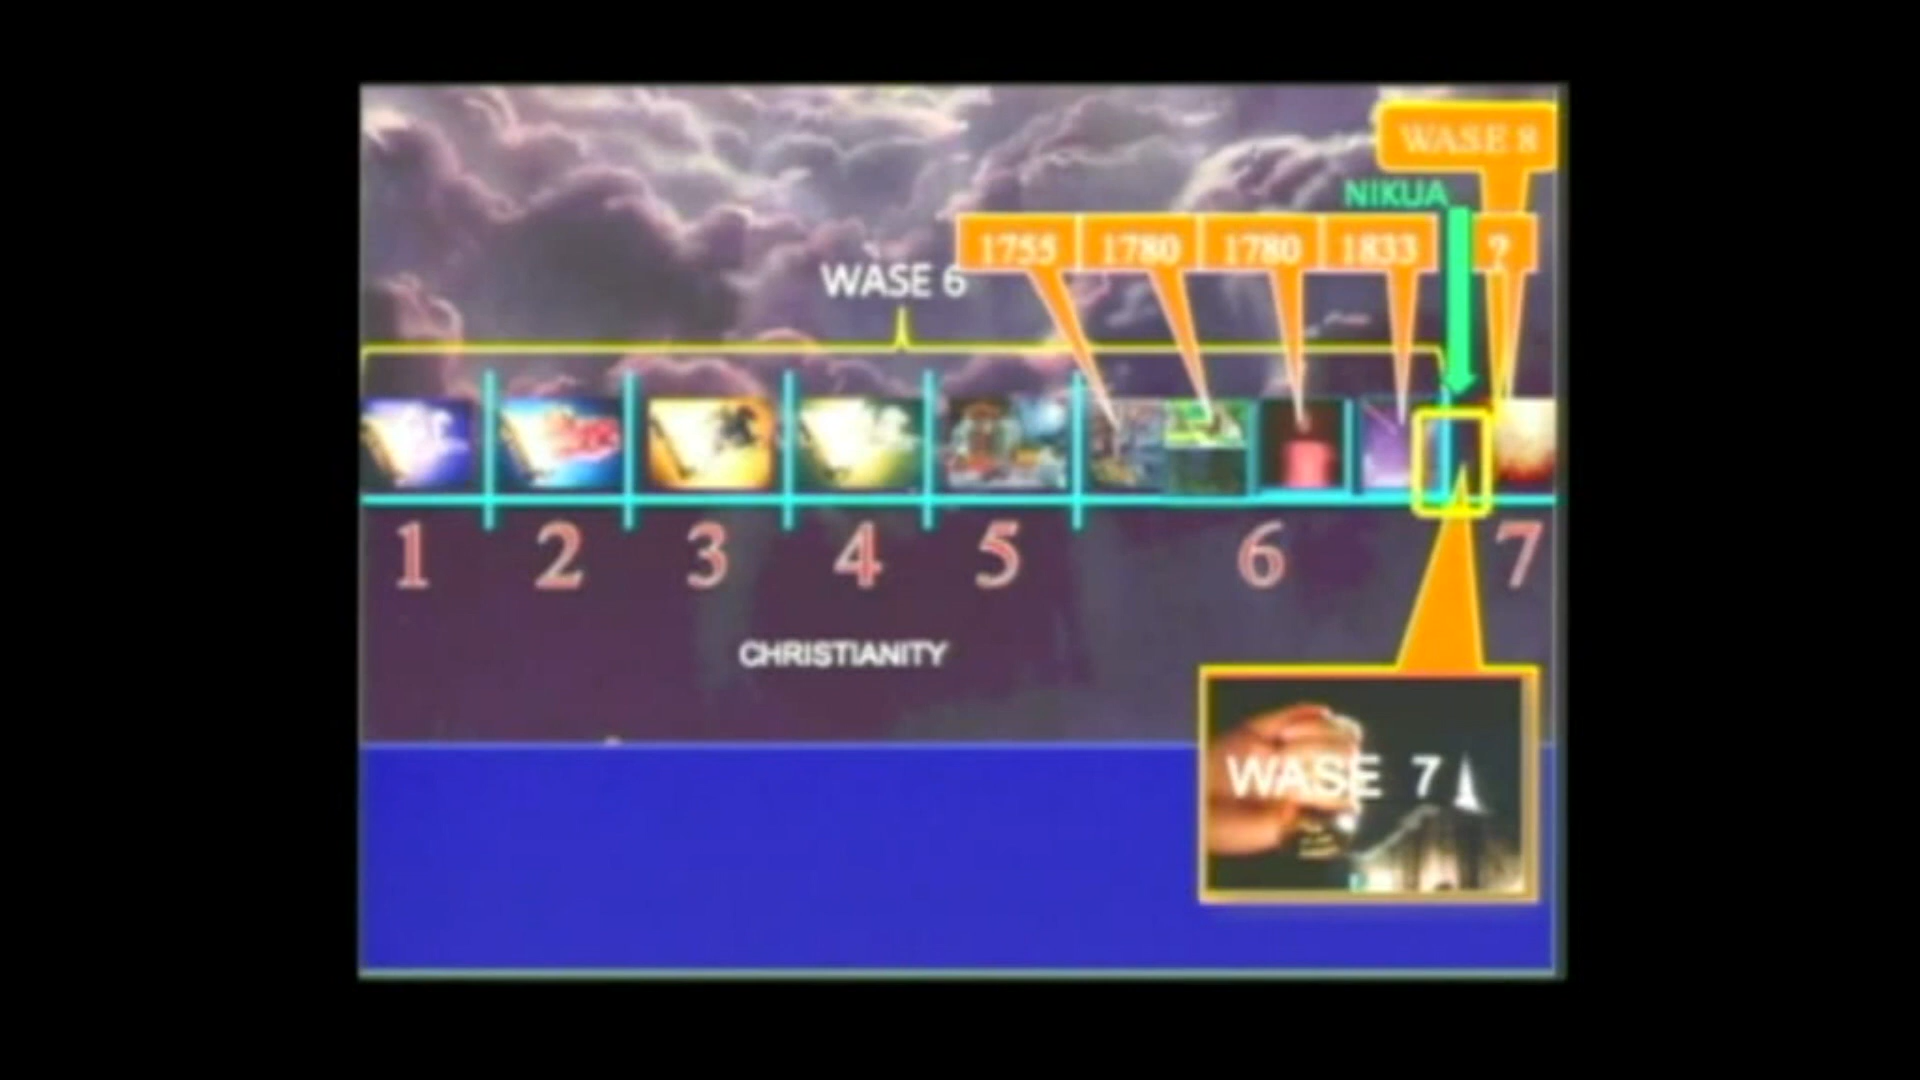 WASE 8
NIKUA
1755 1780 1780 1833 ?
WASE 6
1 2 3 4 5 6 7
CHRISTIANITY
WASE 7